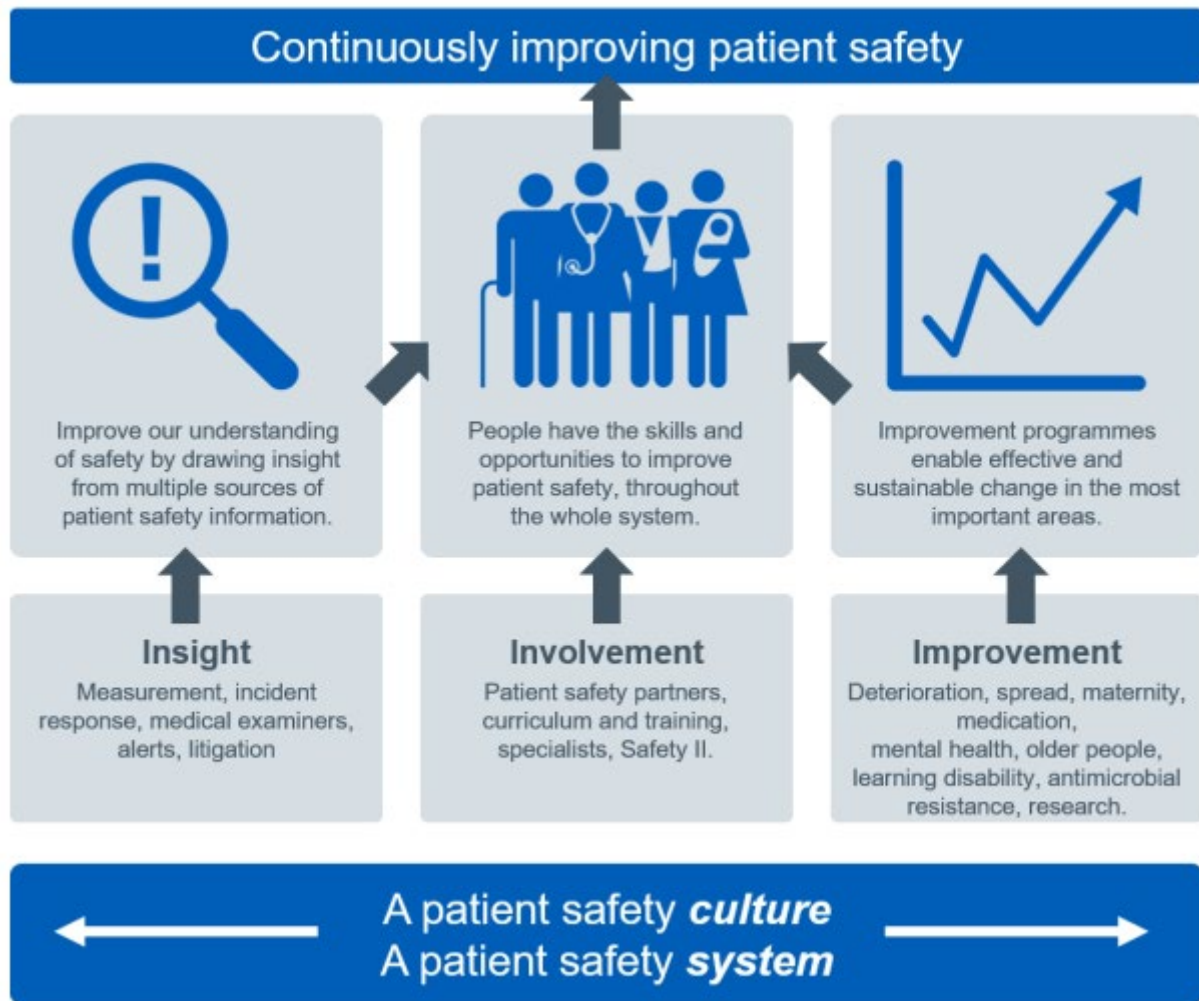 Continuously improving patient safety
!
Improve our understanding
of safety by drawing insight
from multiple sources of
patient safety information.
People have the skills and
opportunities to improve
patient safety, throughout
the whole system.
Improvement programmes
enable effective and
sustainable change in the most
important areas.
Insight
Measurement, incident
response, medical examiners,
alerts, litigation
Involvement
Patient safety partners,
curriculum and training,
specialists, Safety II.
Improvement
Deterioration, spread, maternity,
medication,
mental health, older people,
learning disability, antimicrobial
resistance, research.
A patient safety culture
A patient safety system